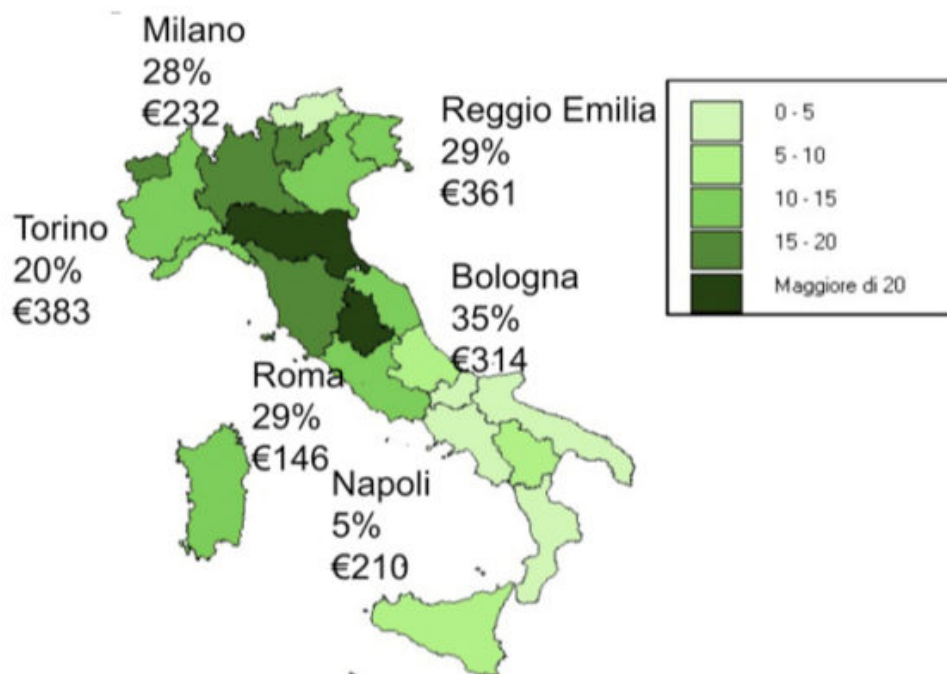 Milano
28%
€232
Reggio Emilia
29%
€361
Torino
20%
€383
Bologna
35%
€314
Roma
29%
€146
Napoli
5%
€210
0 - 5
5 - 10
10 - 15
15 - 20
Maggiore di 20